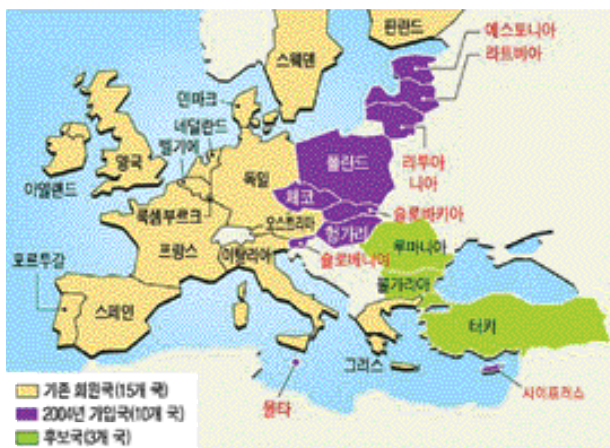 핀란드
스웨덴
에스토니아
라트비아
덴마크
네덜란드
벨기에
영국
아일랜드
독일
폴란드
리투아
니아
체코
룩셈부르크
오스트리아
슬로바키아
헝가리
프랑스
이탈리아
슬로베니아
루마니아
포르투갈
스페인
불가리아
터키
그리스
몰타
사이프러스
기존 회원국(15개 국)
2004년 가입국(10개 국)
후보국(3개 국)